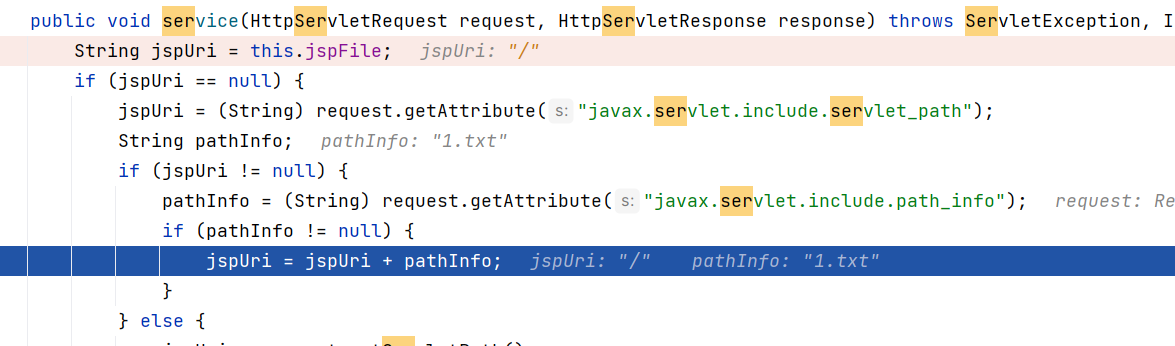 public void service(HttpServletRequest request, HttpServletResponse response) throws ServletException, I
String jspUri = this.jspFile; jspUri: "/"
if (jspUri == null) {
jspUri = (String) request.getAttribute( s: "javax.servlet.include.servlet_path");
String pathInfo; pathInfo: "1.txt"
if (jspUri != null) {
pathInfo = (String) request.getAttribute( s: "javax.servlet.include.path_info"); request: Re
if (pathInfo != null) {
jspUri = jspUri + pathInfo; jspUri: "/" pathInfo: "1.txt"
}
} else {